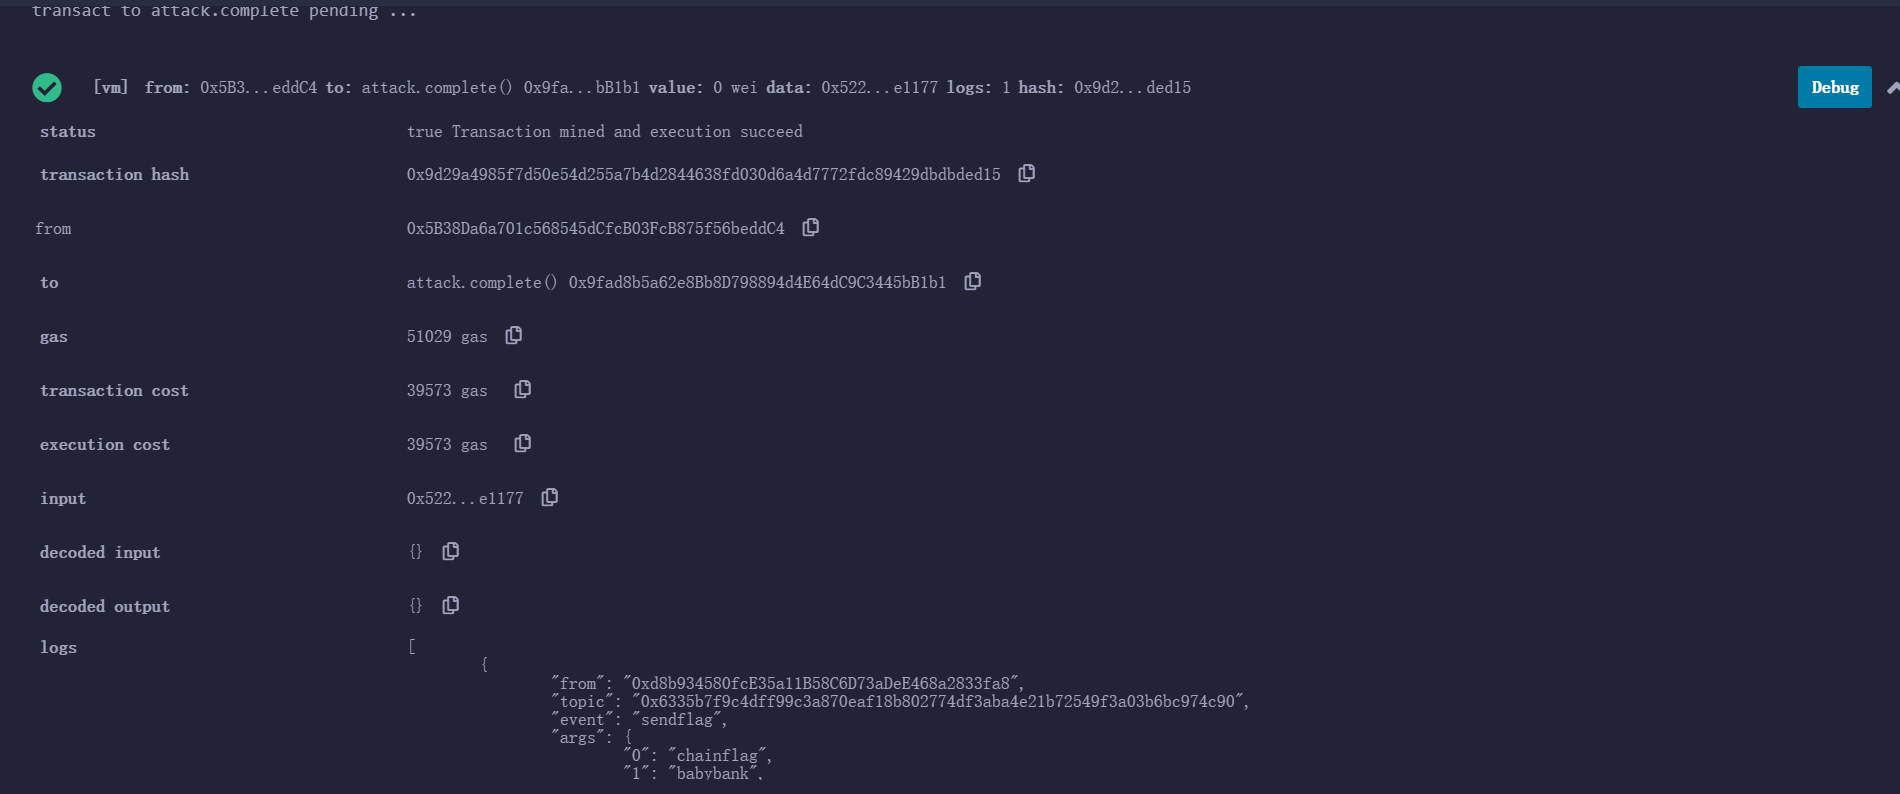 transact to attack.complete pending ...
[vm] from: 0x5B3...eddC4 to: attack.complete() 0x9fa...bB1b1 value: 0 wei data: 0x522...e1177 logs: 1 hash: 0x9d2...ded15
Debug
status true Transaction mined and execution succeed
transaction hash 0x9d29a4985f7d50e54d255a7b4d2844638fd030d6a4d7772fdc89429dbdbded15
from 0x5B38Da6a701c568545dCfcB03FcB875f56beddC4
to attack.complete() 0x9fad8b5a62e8Bb8D798894d4E64dC9C3445bB1b1
gas 51029 gas
transaction cost 39573 gas
execution cost 39573 gas
input 0x522...e1177
decoded input {}
decoded output {}
logs [
{
"from": "0xd8b934580fcE35a11B58C6D73aDeE468a2833fa8",
"topic": "0x6335b7f9c4dff99c3a870eaf18b802774df3aba4e21b72549f3a03b6bc974c90",
"event": "sendflag",
"args": {
"0": "chainflag",
"1": "babybank",